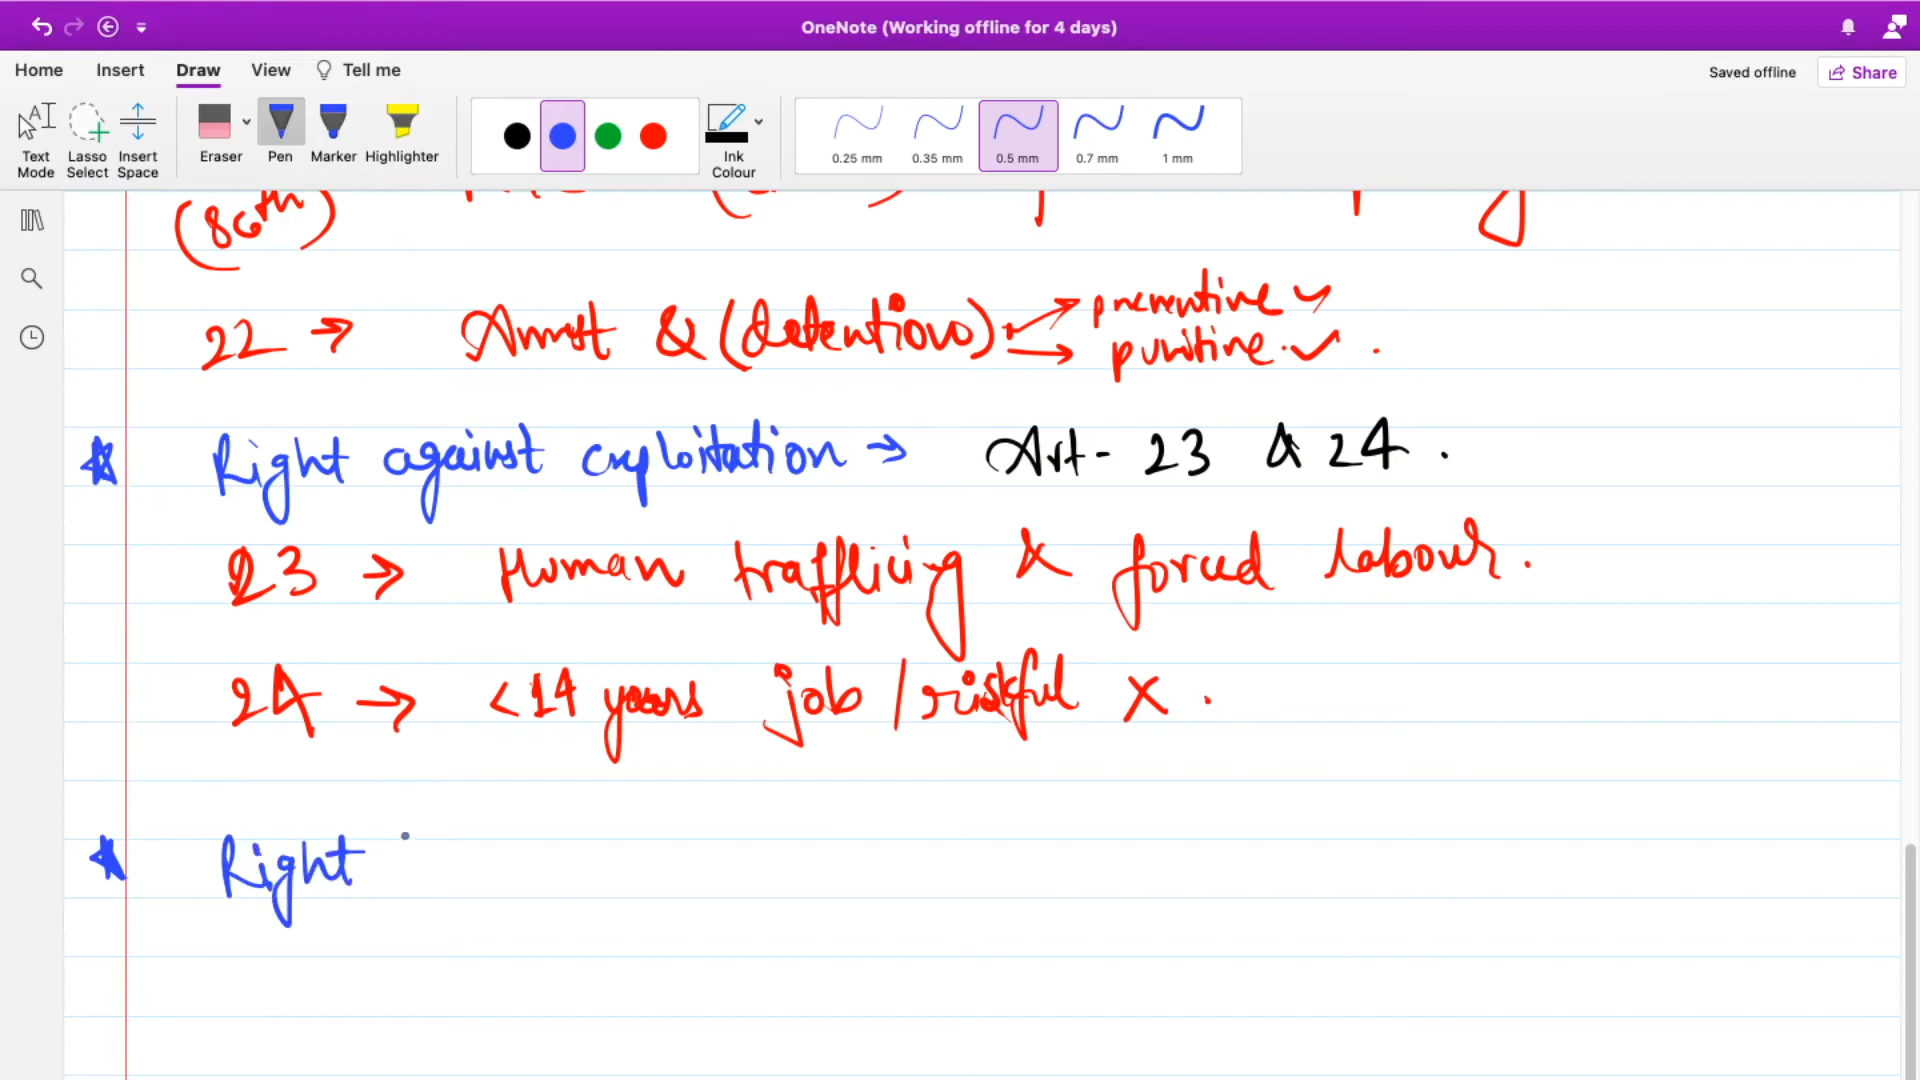 OneNote (Working offline for 4 days)
Home Insert Draw View Tell me
Saved offline Share
Text Mode Lasso Select Insert Space Eraser Pen Marker Highlighter Ink Colour 0.25 mm 0.35 mm 0.5 mm 0.7 mm 1 mm
(86th)
22 → Arrest & (detentions) → preventive ✓
→ punitive. ✓ .
★ Right against exploitation → Art- 23 & 24 .
23 → Human trafficing & forced labour.
24 → <14 years job / riskful X .
★ Right